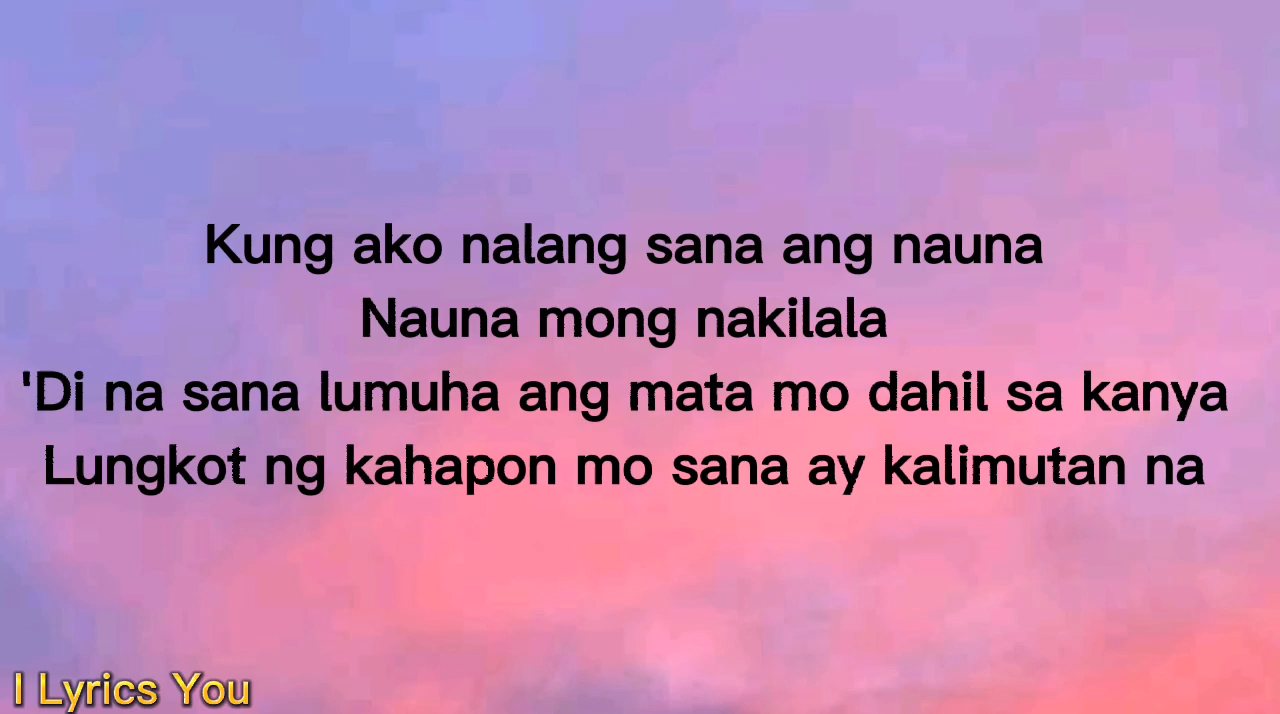 Kung ako nalang sana ang nauna
Nauna mong nakilala
'Di na sana lumuha ang mata mo dahil sa kanya
Lungkot ng kahapon mo sana ay kalimutan na
I Lyrics You